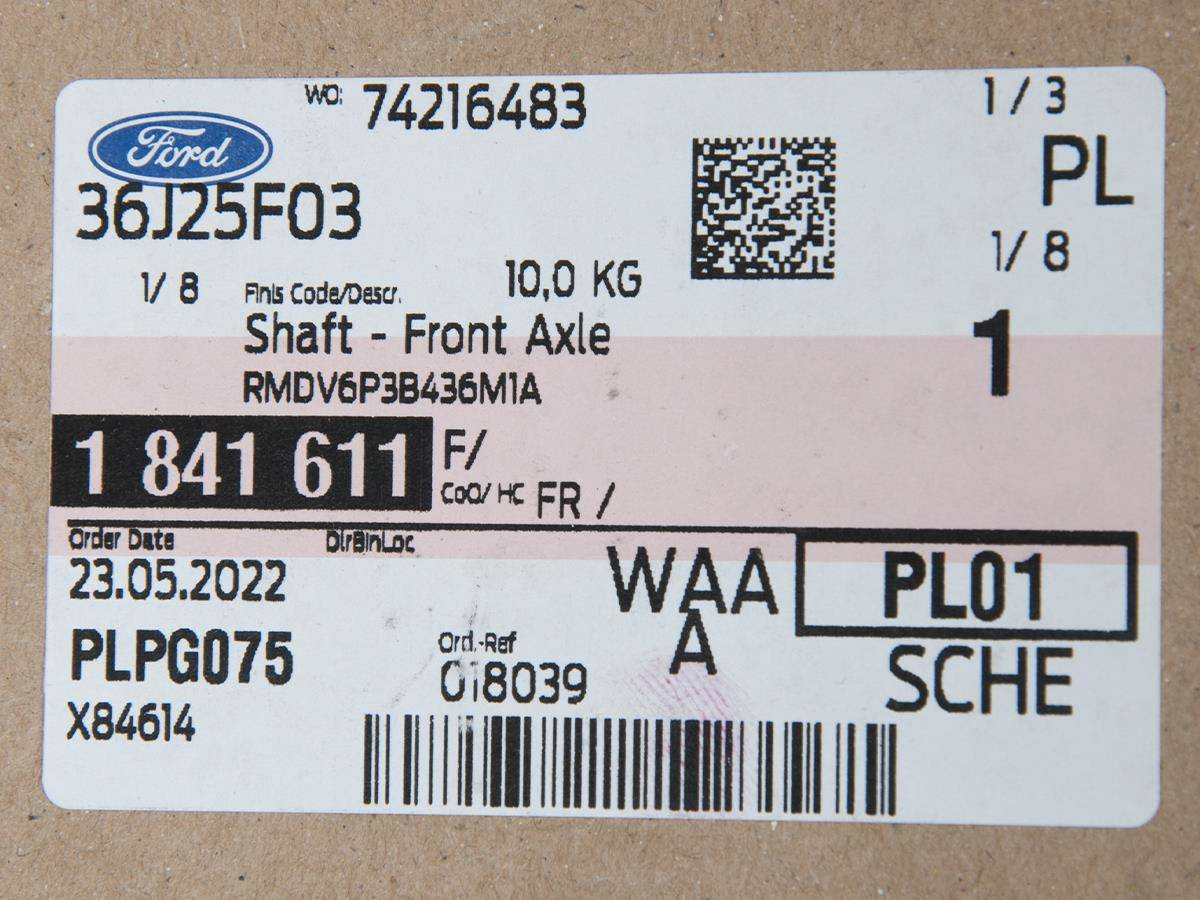 WO: 74216483
1 / 3
Ford
PL
36J25F03
1/ 8
1/ 8
Finis Code/Descr.
10,0 KG
Shaft - Front Axle
1
RMDV6P3B436M1A
1 841 611
F/
CoO/ HC FR /
Order Date
DirBinLoc
23.05.2022
WAA
A
PL01
PLPG075
Ord.-Ref
018039
SCHE
X84614